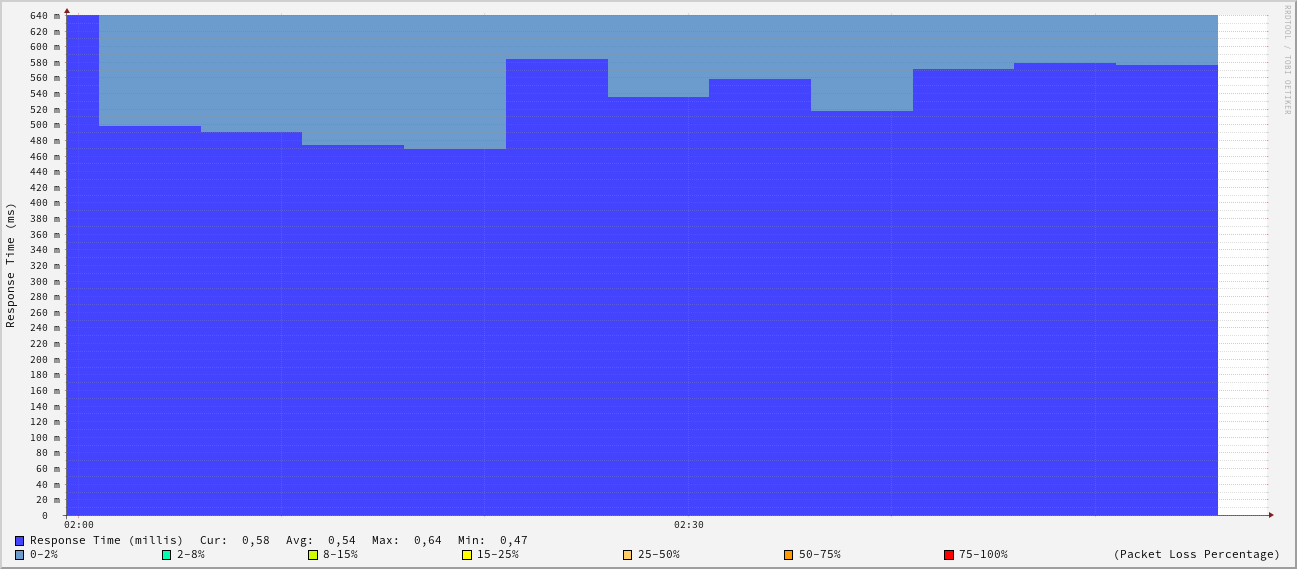 640 m
620 m
600 m
580 m
560 m
540 m
520 m
500 m
480 m
460 m
440 m
420 m
400 m
380 m
360 m
340 m
320 m
300 m
280 m
260 m
240 m
220 m
200 m
180 m
160 m
140 m
120 m
100 m
80 m
60 m
40 m
20 m
0
Response Time (ms)
RRDTOOL / TOBI OETIKER
02:00 02:30
Response Time (millis) Cur: 0,58 Avg: 0,54 Max: 0,64 Min: 0,47
0-2% 2-8% 8-15% 15-25% 25-50% 50-75% 75-100% (Packet Loss Percentage)